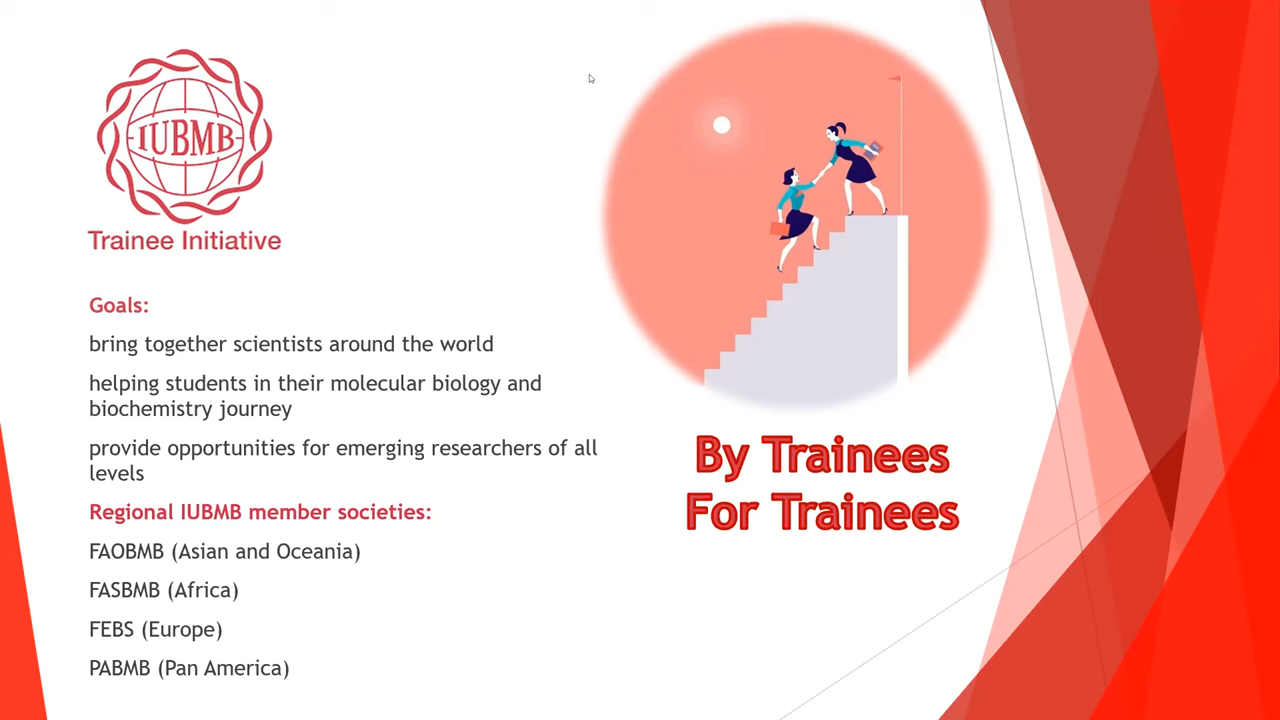 IUBMB
Trainee Initiative
Goals:
bring together scientists around the world
helping students in their molecular biology and
biochemistry journey
provide opportunities for emerging researchers of all
levels
Regional IUBMB member societies:
FAOBMB (Asian and Oceania)
FASBMB (Africa)
FEBS (Europe)
PABMB (Pan America)
By Trainees
For Trainees